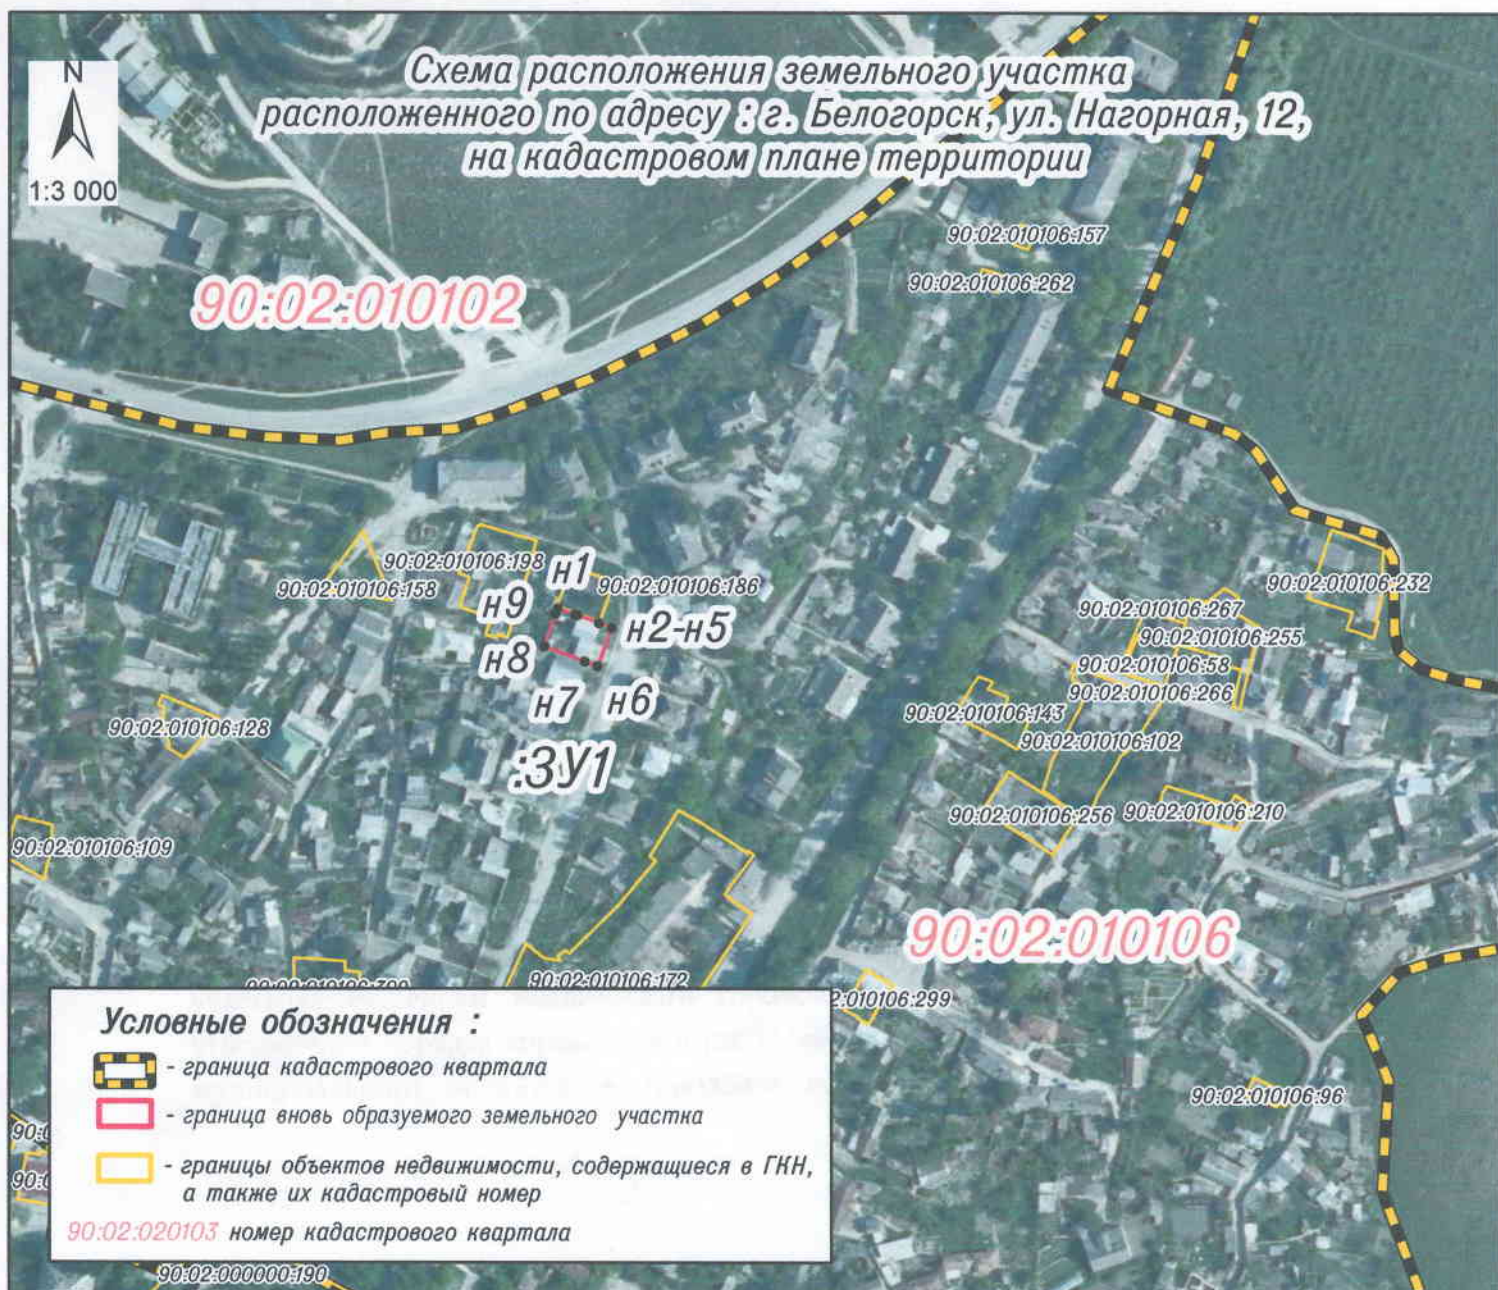 Схема расположения земельного участка
расположенного по адресу : г. Белогорск, ул. Нагорная, 12,
на кадастровом плане территории
N
1:3 000
90:02:010102
90:02:010106:157
90:02:010106:262
90:02:010106:198
90:02:010106:158
н1
90:02:010106:186
н9
н2-н5
н8
н7
н6
:ЗУ1
90:02:010106:232
90:02:010106:267
90:02:010106:255
90:02:010106:58
90:02:010106:266
90:02:010106:143
90:02:010106:102
90:02:010106:128
90:02:010106:256
90:02:010106:210
90:02:010106:109
90:02:010106
90:02:010106:172
2:010106:299
90:02:010106:96
Условные обозначения :
- граница кадастрового квартала
- граница вновь образуемого земельного участка
- границы объектов недвижимости, содержащиеся в ГКН,
а также их кадастровый номер
90:02:020103 номер кадастрового квартала
90:02:000000:190